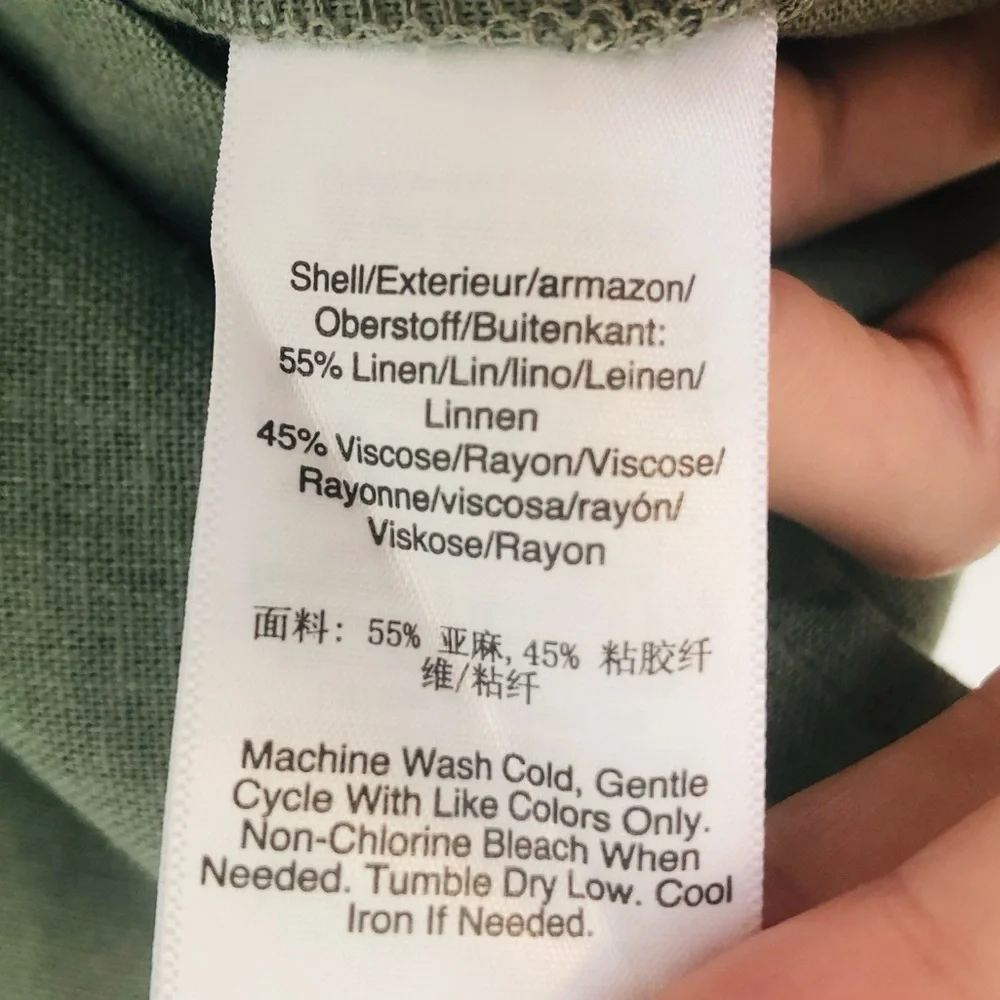 Shell/Exterieur/armazon/
Oberstoff/Buitenkant:
55% Linen/Lin/lino/Leinen/
Linnen
45% Viscose/Rayon/Viscose/
Rayonne/viscosa/rayón/
Viskose/Rayon
面料: 55% 亚麻, 45% 粘胶纤
维/粘纤
Machine Wash Cold, Gentle
Cycle With Like Colors Only.
Non-Chlorine Bleach When
Needed. Tumble Dry Low. Cool
Iron If Needed.